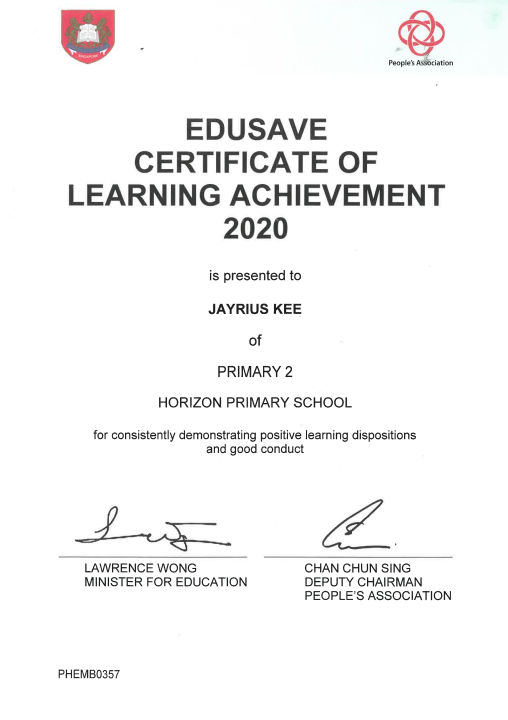 People's Association
EDUSAVE
CERTIFICATE OF
LEARNING ACHIEVEMENT
2020
is presented to
JAYRIUS KEE
of
PRIMARY 2
HORIZON PRIMARY SCHOOL
for consistently demonstrating positive learning dispositions
and good conduct
LAWRENCE WONG
MINISTER FOR EDUCATION
CHAN CHUN SING
DEPUTY CHAIRMAN
PEOPLE'S ASSOCIATION
PHEMB0357